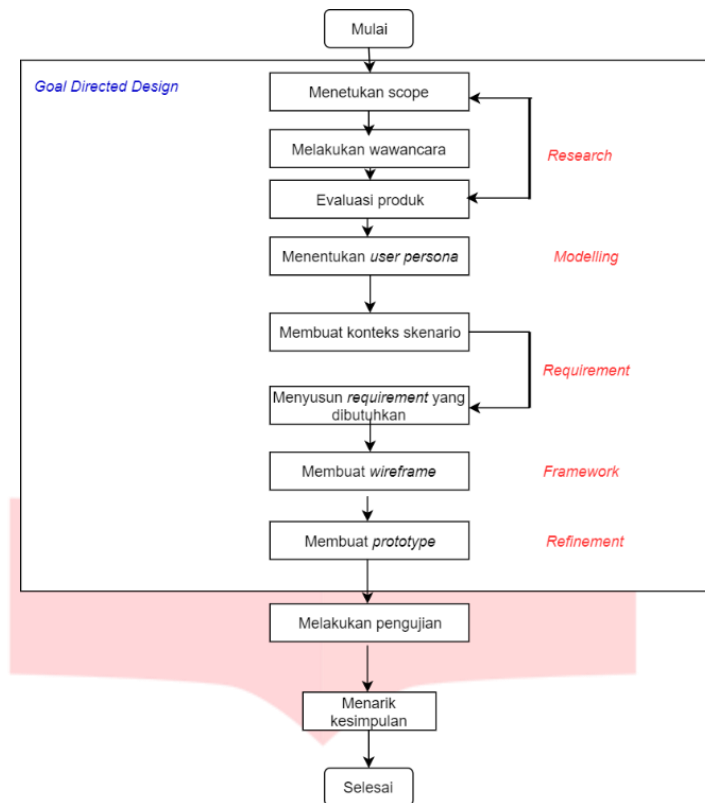 Mulai
Goal Directed Design
Menetukan scope
Melakukan wawancara
Research
Evaluasi produk
Menentukan user persona
Modelling
Membuat konteks skenario
Requirement
Menyusun requirement yang
dibutuhkan
Membuat wireframe
Framework
Membuat prototype
Refinement
Melakukan pengujian
Menarik
kesimpulan
Selesai